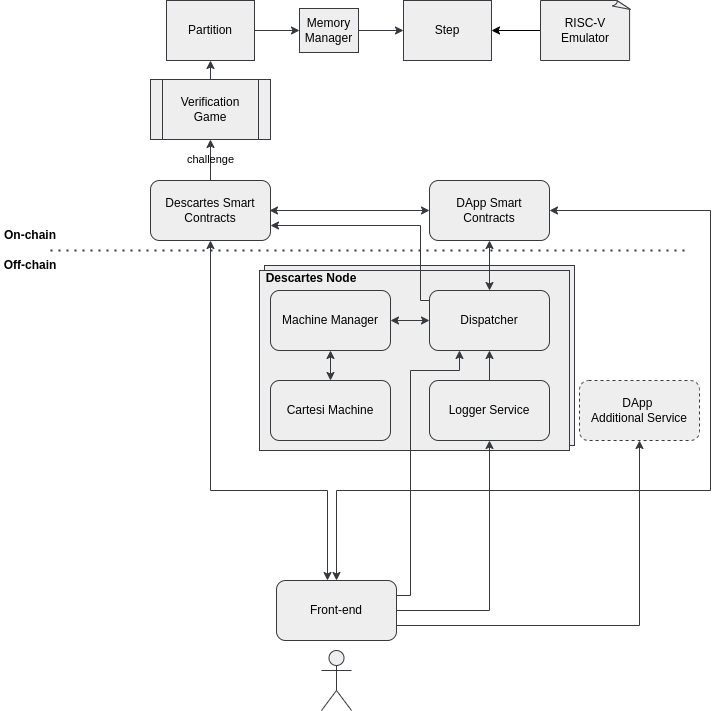 Partition
Memory
Manager
Step
RISC-V
Emulator
Verification
Game
challenge
Descartes Smart
Contracts
DApp Smart
Contracts
On-chain
Off-chain
Descartes Node
Machine Manager
Dispatcher
Cartesi Machine
Logger Service
DApp
Additional Service
Front-end